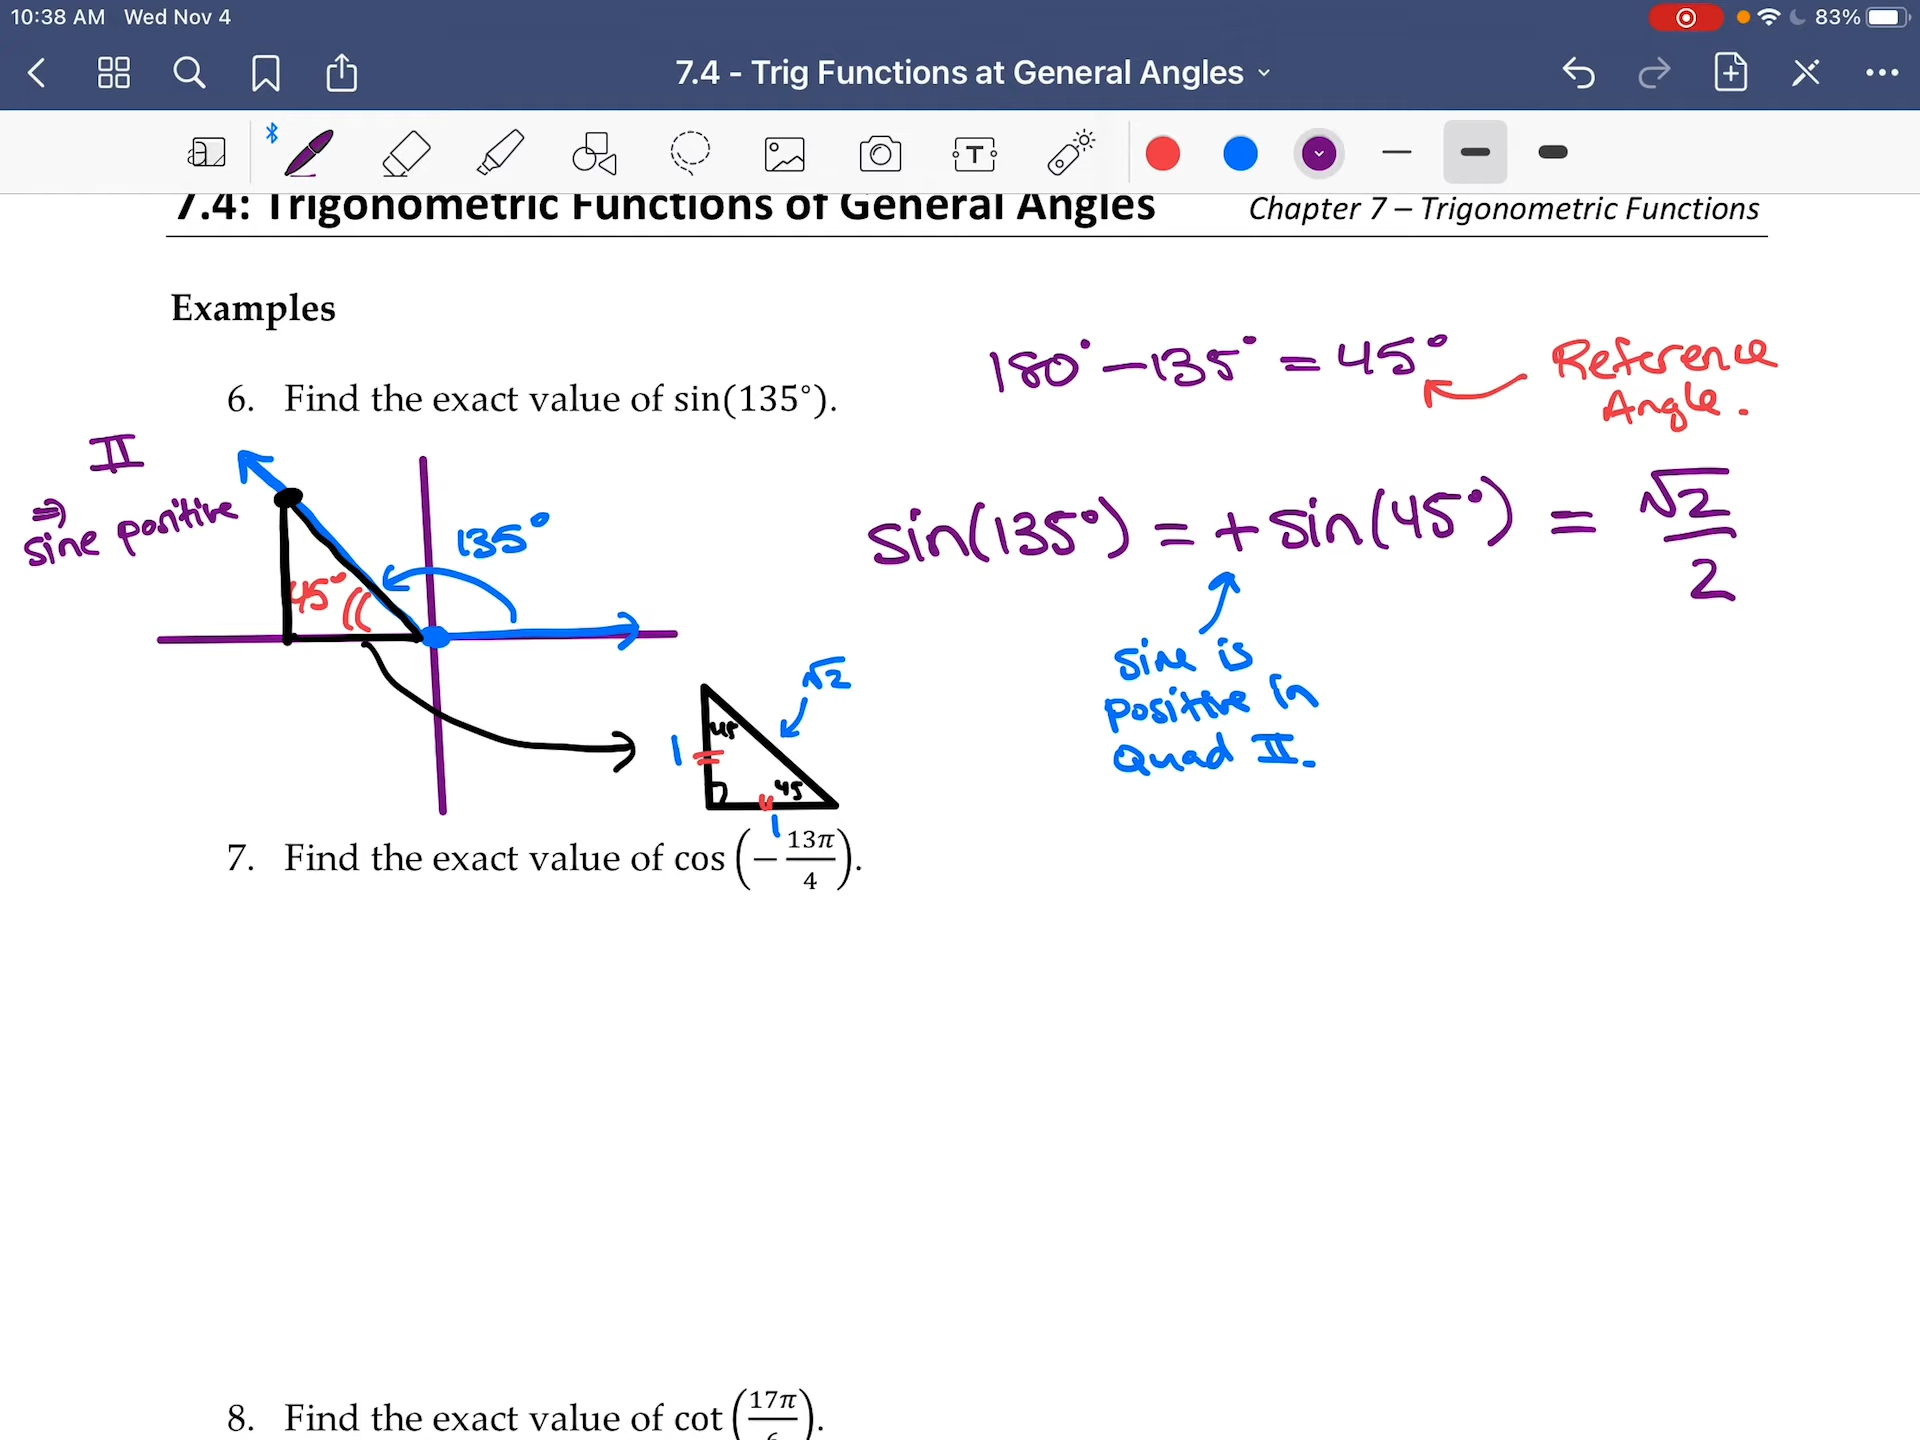 10:38 AM Wed Nov 4
83%
7.4 - Trig Functions at General Angles
7.4: Trigonometric Functions of General Angles
Chapter 7 – Trigonometric Functions
Examples
180° - 135° = 45°
Reference
Angle.
6. Find the exact value of sin(135°).
II
⇒
sine positive
135°
45°
sin(135°) = + sin(45°) = √2/2
sine is
positive in
Quad II.
√2
45
1
45
1
7. Find the exact value of cos(−13π/4).
8. Find the exact value of cot(17π/6).